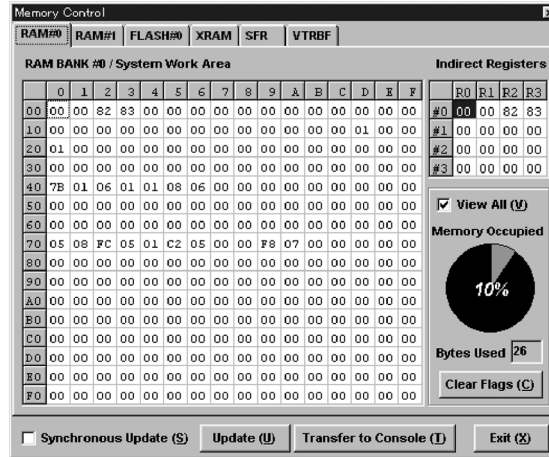 Memory Control
RAM#0 RAM#1 FLASH#0 XRAM SFR VTRBF
RAM BANK #0 / System Work Area
0 1 2 3 4 5 6 7 8 9 A B C D E F
00 00 00 82 83 00 00 00 00 00 00 00 00 00 00 00 00
10 00 00 00 00 00 00 00 00 00 00 00 00 00 01 00 00
20 01 00 00 00 00 00 00 00 00 00 00 00 00 00 00 00
30 00 00 00 00 00 00 00 00 00 00 00 00 00 00 00 00
40 7B 01 06 01 01 08 06 00 00 00 00 00 00 00 00 00
50 00 00 00 00 00 00 00 00 00 00 00 00 00 00 00 00
60 00 00 00 00 00 00 00 00 00 00 00 00 00 00 00 00
70 05 08 FC 05 01 C2 05 00 00 F8 07 00 00 00 00 00
80 00 00 00 00 00 00 00 00 00 00 00 00 00 00 00 00
90 00 00 00 00 00 00 00 00 00 00 00 00 00 00 00 00
A0 00 00 00 00 00 00 00 00 00 00 00 00 00 00 00 00
B0 00 00 00 00 00 00 00 00 00 00 00 00 00 00 00 00
C0 00 00 00 00 00 00 00 00 00 00 00 00 00 00 00 00
D0 00 00 00 00 00 00 00 00 00 00 00 00 00 00 00 00
E0 00 00 00 00 00 00 00 00 00 00 00 00 00 00 00 00
F0 00 00 00 00 00 00 00 00 00 00 00 00 00 00 00 00
Indirect Registers
R0 R1 R2 R3
#0 00 00 82 83
#1 00 00 00 00
#2 00 00 00 00
#3 00 00 00 00
View All (V)
Memory Occupied
10%
Bytes Used 26
Clear Flags (C)
Synchronous Update (S) Update (U) Transfer to Console (T) Exit (X)